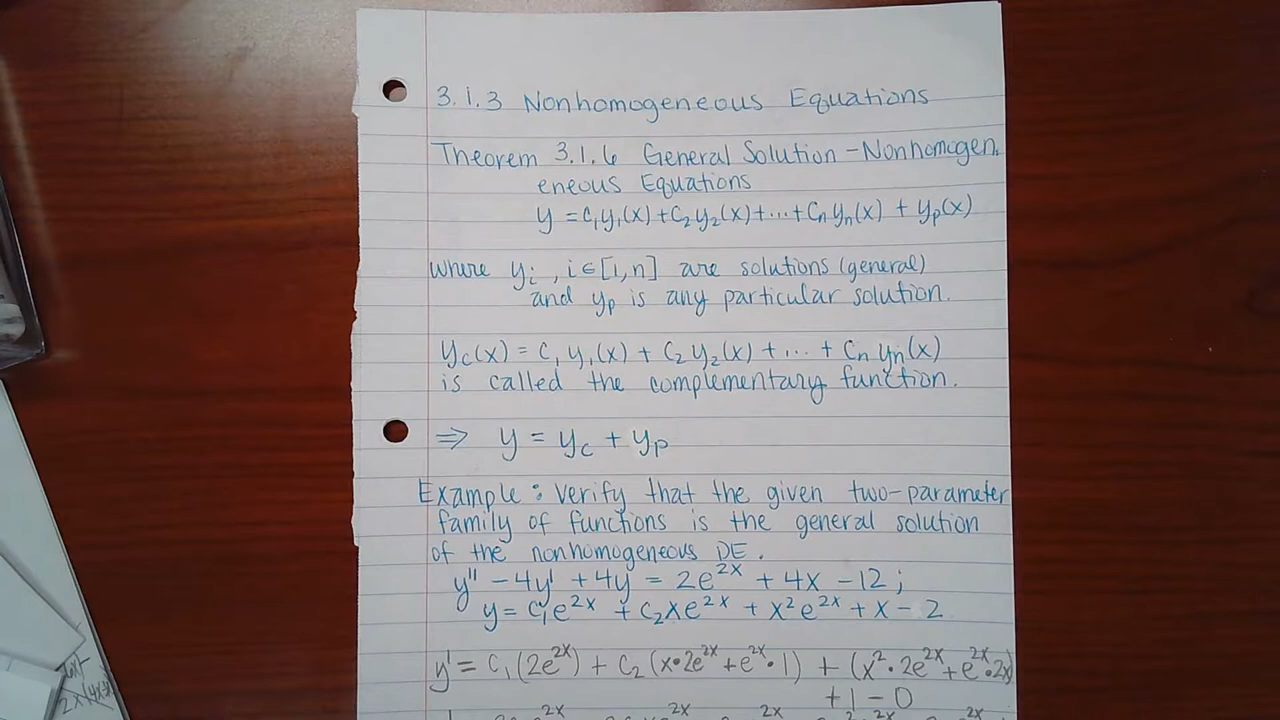 3.1.3 Nonhomogeneous Equations
Theorem 3.1.6 General Solution - Nonhomogen.
eneous Equations
y = c₁y₁(x) + c₂y₂(x) + ... + cₙyₙ(x) + yₚ(x)
where yᵢ, i∈[1,n] are solutions (general)
and yₚ is any particular solution.
y_c(x) = c₁y₁(x) + c₂y₂(x) + ... + cₙyₙ(x)
is called the complementary function.
⇒ y = y_c + yₚ
Example: Verify that the given two-parameter
family of functions is the general solution
of the nonhomogeneous DE.
y'' - 4y' + 4y = 2e^{2x} + 4x - 12;
y = c₁e^{2x} + c₂xe^{2x} + x²e^{2x} + x - 2
y' = c₁(2e^{2x}) + c₂(x•2e^{2x} + e^{2x}•1) + (x²•2e^{2x} + e^{2x}•2x)
+ 1 - 0